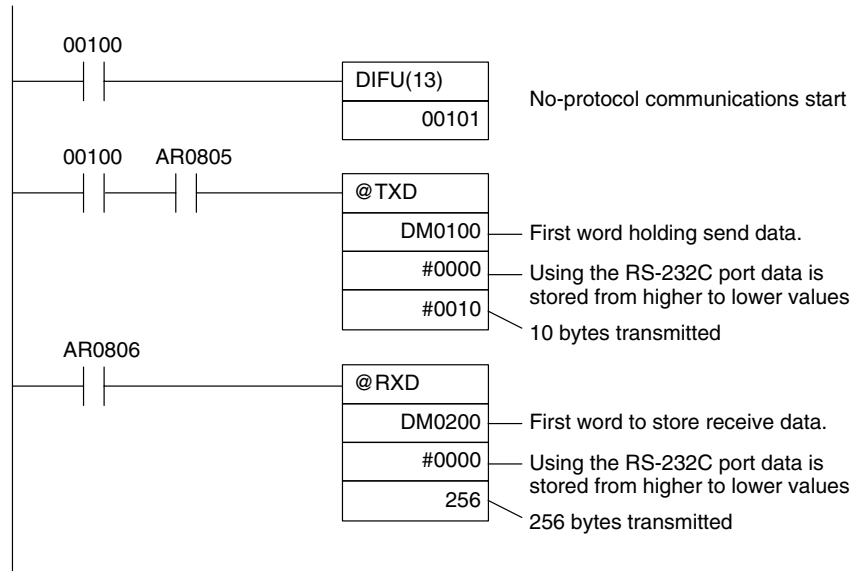 00100
DIFU(13)
00101
No-protocol communications start
00100 AR0805
@TXD
DM0100
First word holding send data.
#0000
Using the RS-232C port data is
stored from higher to lower values
#0010
10 bytes transmitted
AR0806
@RXD
DM0200
First word to store receive data.
#0000
Using the RS-232C port data is
stored from higher to lower values
256
256 bytes transmitted